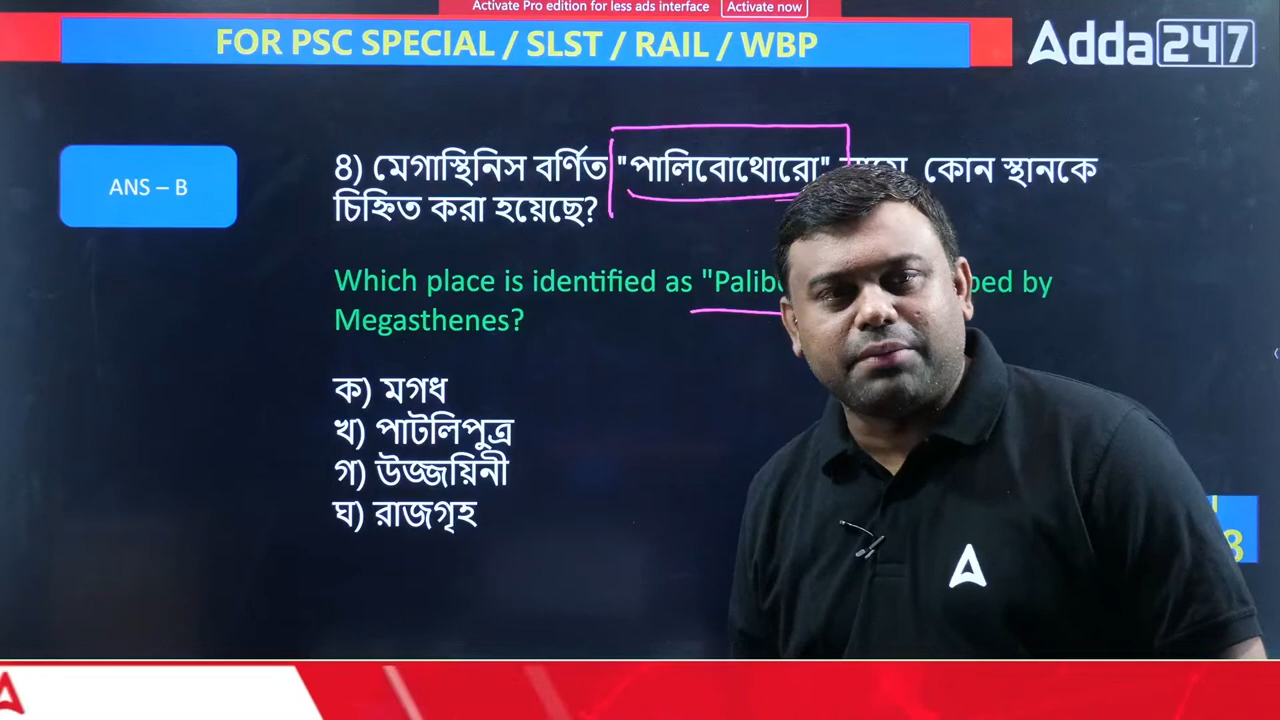 Activate Pro edition for less ads interface Activate now
FOR PSC SPECIAL / SLST / RAIL / WBP
Adda247
ANS – B
৪) মেগাস্থিনিস বর্ণিত "পালিবোথোরো" কোন স্থানকে
চিহ্নিত করা হয়েছে?
Which place is identified as "Palibo by
Megasthenes?
ক) মগধ
খ) পাটলিপুত্র
গ) উজ্জয়িনী
ঘ) রাজগৃহ